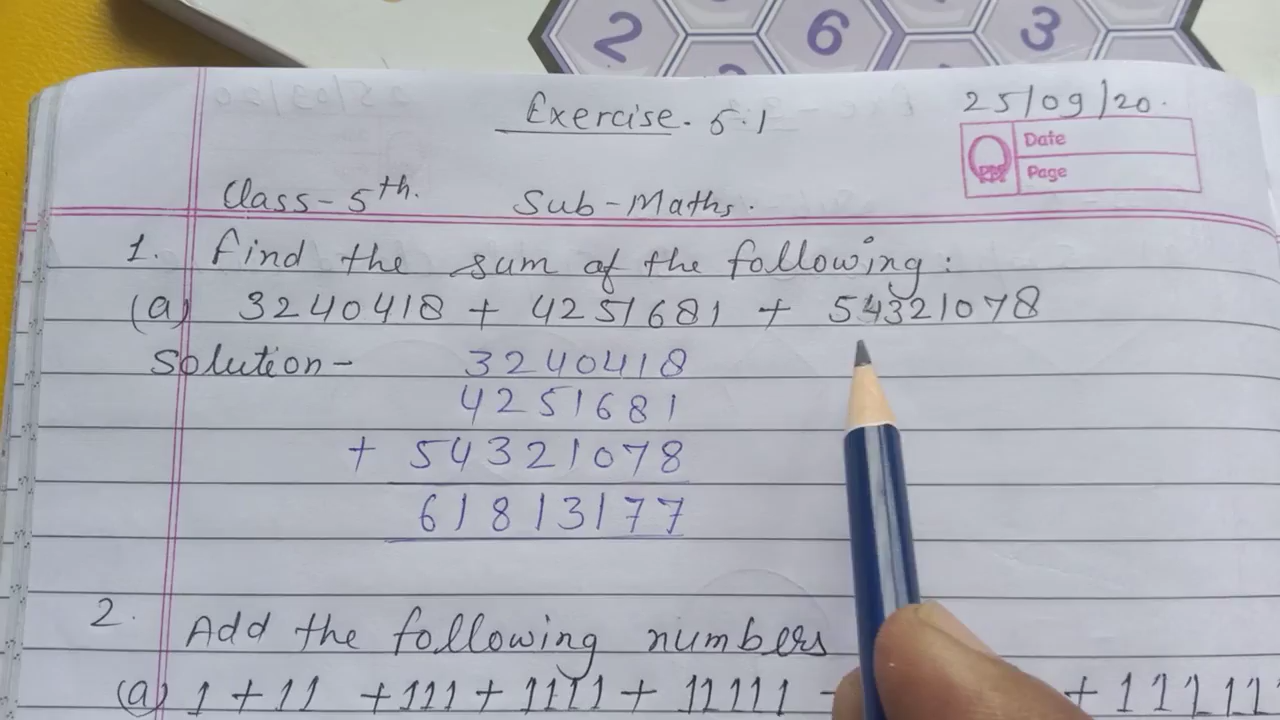 2 6 3
Exercise. 5.1
25/09/20.
Date
Page
Class-5th. Sub-Maths.
1. Find the sum of the following:
(a) 3240418 + 4251681 + 54321078
Solution- 3240418
4251681
+ 54321078
61813177
2. Add the following numbers
(a) 1 + 11 + 111 + 1111 + 11111